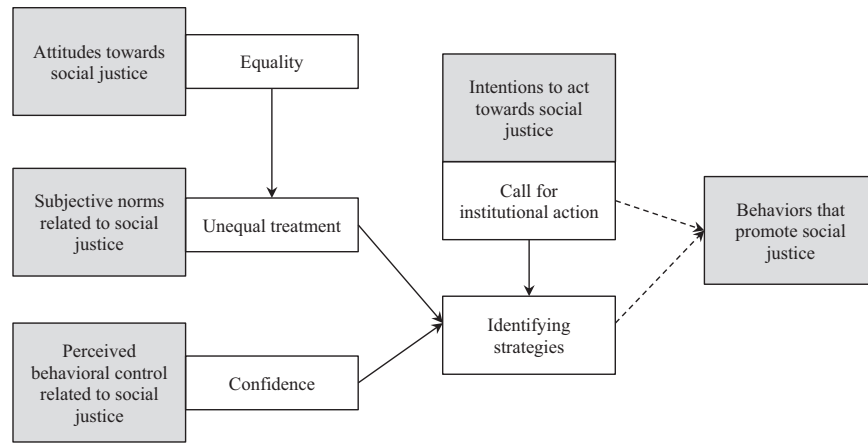 Attitudes towards
social justice
Equality
Intentions to act
towards social
justice
Subjective norms
related to social
justice
Unequal treatment
Call for
institutional action
Behaviors that
promote social
justice
Identifying
strategies
Perceived
behavioral control
related to social
justice
Confidence